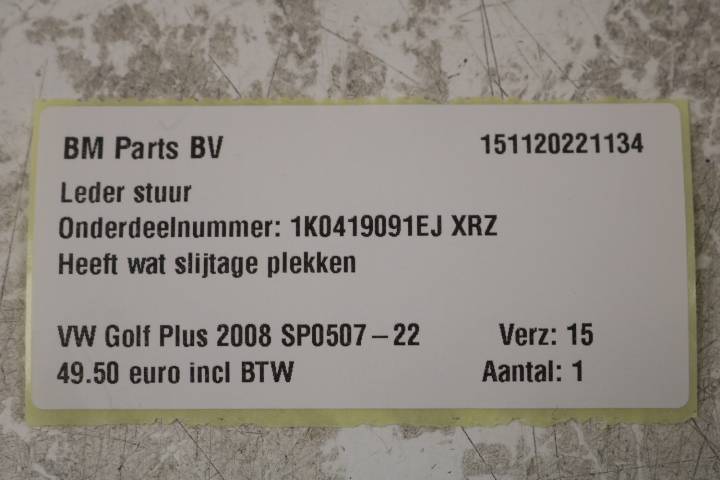 BM Parts BV 151120221134
Leder stuur
Onderdeelnummer: 1K0419091EJ XRZ
Heeft wat slijtage plekken
VW Golf Plus 2008 SP0507-22 Verz: 15
49.50 euro incl BTW Aantal: 1